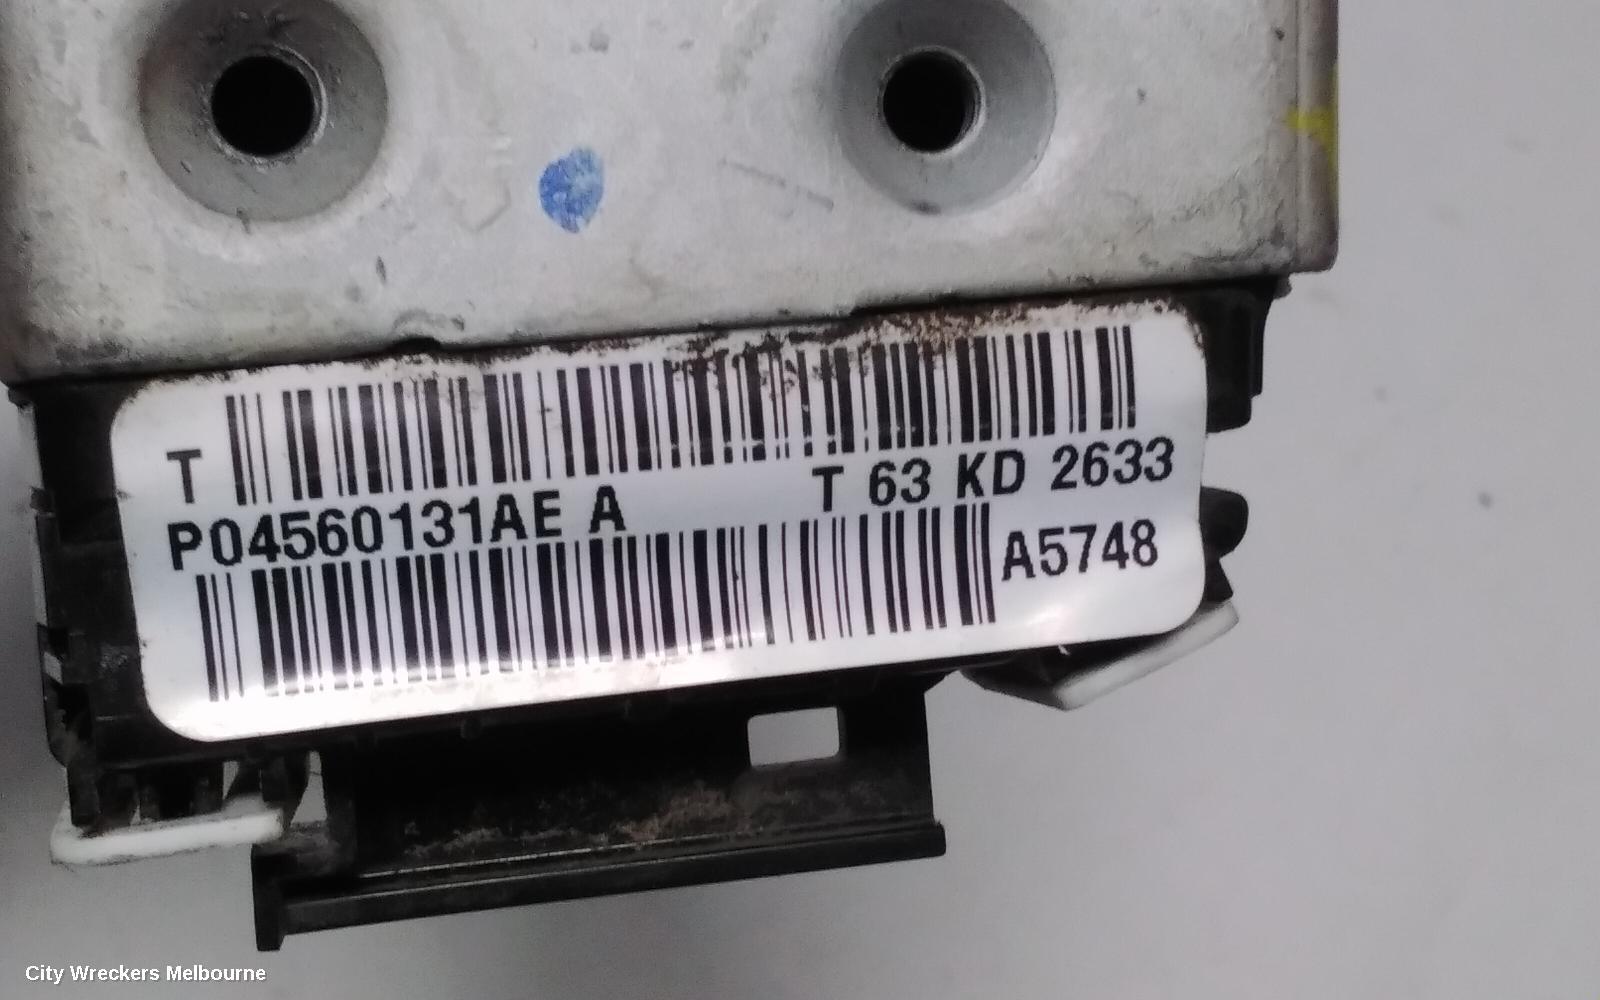 T
P04560131AE A T 63 KD 2633
A5748
City Wreckers Melbourne